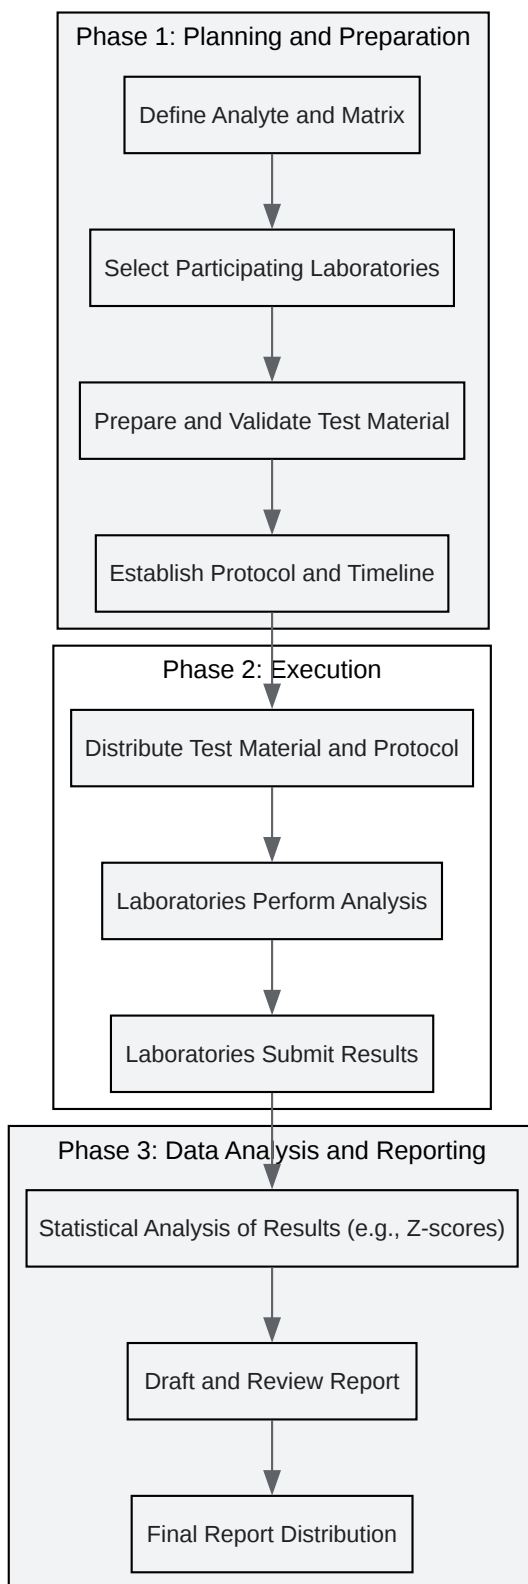 Phase 1: Planning and Preparation
Define Analyte and Matrix
Select Participating Laboratories
Prepare and Validate Test Material
Establish Protocol and Timeline
Phase 2: Execution
Distribute Test Material and Protocol
Laboratories Perform Analysis
Laboratories Submit Results
Phase 3: Data Analysis and Reporting
Statistical Analysis of Results (e.g., Z-scores)
Draft and Review Report
Final Report Distribution